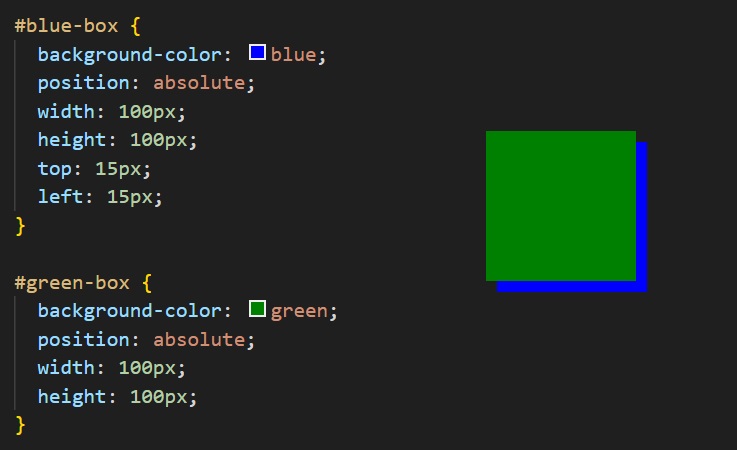 #blue-box {
background-color: blue;
position: absolute;
width: 100px;
height: 100px;
top: 15px;
left: 15px;
}
#green-box {
background-color: green;
position: absolute;
width: 100px;
height: 100px;
}